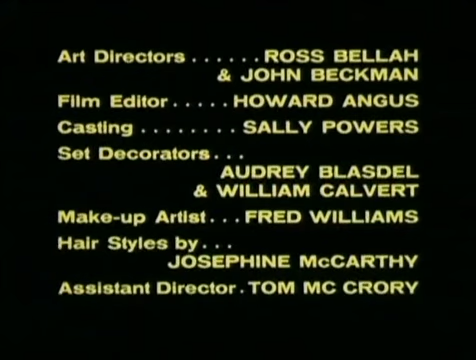 Art Directors . . . . . . ROSS BELLAH
& JOHN BECKMAN
Film Editor . . . . . HOWARD ANGUS
Casting . . . . . . . . SALLY POWERS
Set Decorators . . .
AUDREY BLASDEL
& WILLIAM CALVERT
Make-up Artist . . . FRED WILLIAMS
Hair Styles by . . .
JOSEPHINE McCARTHY
Assistant Director . TOM MC CRORY